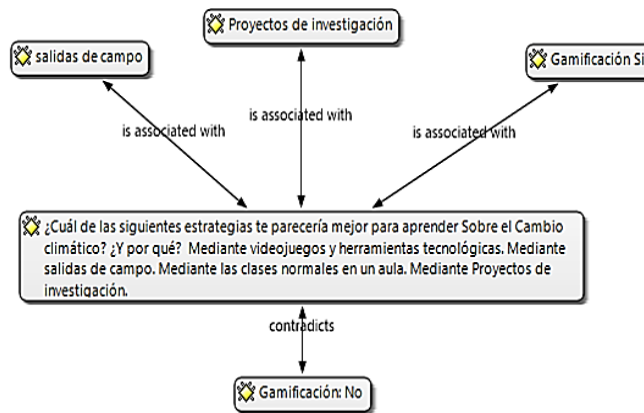 Proyectos de investigación
salidas de campo
Gamificación Si
is associated with
is associated with
is associated with
¿Cuál de las siguientes estrategias te parecería mejor para aprender Sobre el Cambio
climático? ¿Y por qué? Mediante videojuegos y herramientas tecnológicas. Mediante
salidas de campo. Mediante las clases normales en un aula. Mediante Proyectos de
investigación.
contradicts
Gamificación: No